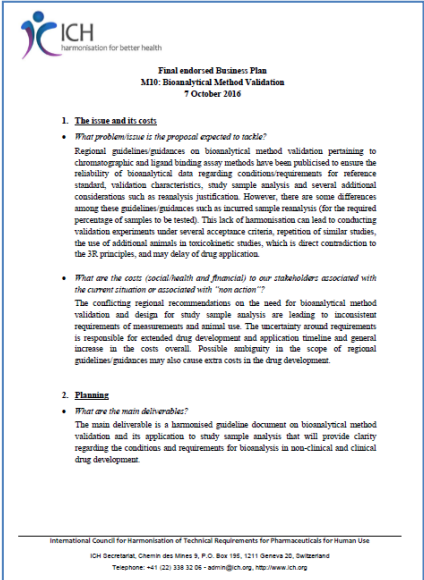 ICH
harmonisation for better health
Final endorsed Business Plan
M10: Bioanalytical Method Validation
7 October 2016
1. The issue and its costs
• What problem/issue is the proposal expected to tackle?
Regional guidelines/guidances on bioanalytical method validation pertaining to
chromatographic and ligand binding assay methods have been publicised to ensure the
reliability of bioanalytical data regarding conditions/requirements for reference
standard, validation characteristics, study sample analysis and several additional
considerations such as reanalysis justification. However, there are some differences
among these guidelines/guidances such as incurred sample reanalysis (for the required
percentage of samples to be tested). This lack of harmonisation can lead to conducting
validation experiments under several acceptance criteria, repetition of similar studies,
the use of additional animals in toxicokinetic studies, which is direct contradiction to
the 3R principles, and may delay of drug application.
• What are the costs (social/health and financial) to our stakeholders associated with
the current situation or associated with "non action"?
The conflicting regional recommendations on the need for bioanalytical method
validation and design for study sample analysis are leading to inconsistent
requirements of measurements and animal use. The uncertainty around requirements
is responsible for extended drug development and application timeline and general
increase in the costs overall. Possible ambiguity in the scope of regional
guidelines/guidances may also cause extra costs in the drug development.
2. Planning
• What are the main deliverables?
The main deliverable is a harmonised guideline document on bioanalytical method
validation and its application to study sample analysis that will provide clarity
regarding the conditions and requirements for bioanalysis in non-clinical and clinical
drug development.
International Council for Harmonisation of Technical Requirements for Pharmaceuticals for Human Use
ICH Secretariat, Chemin des Mines 9, P.O. Box 195, 1211 Geneva 20, Switzerland
Telephone: +41 (22) 338 32 06 - admin@ich.org, http://www.ich.org